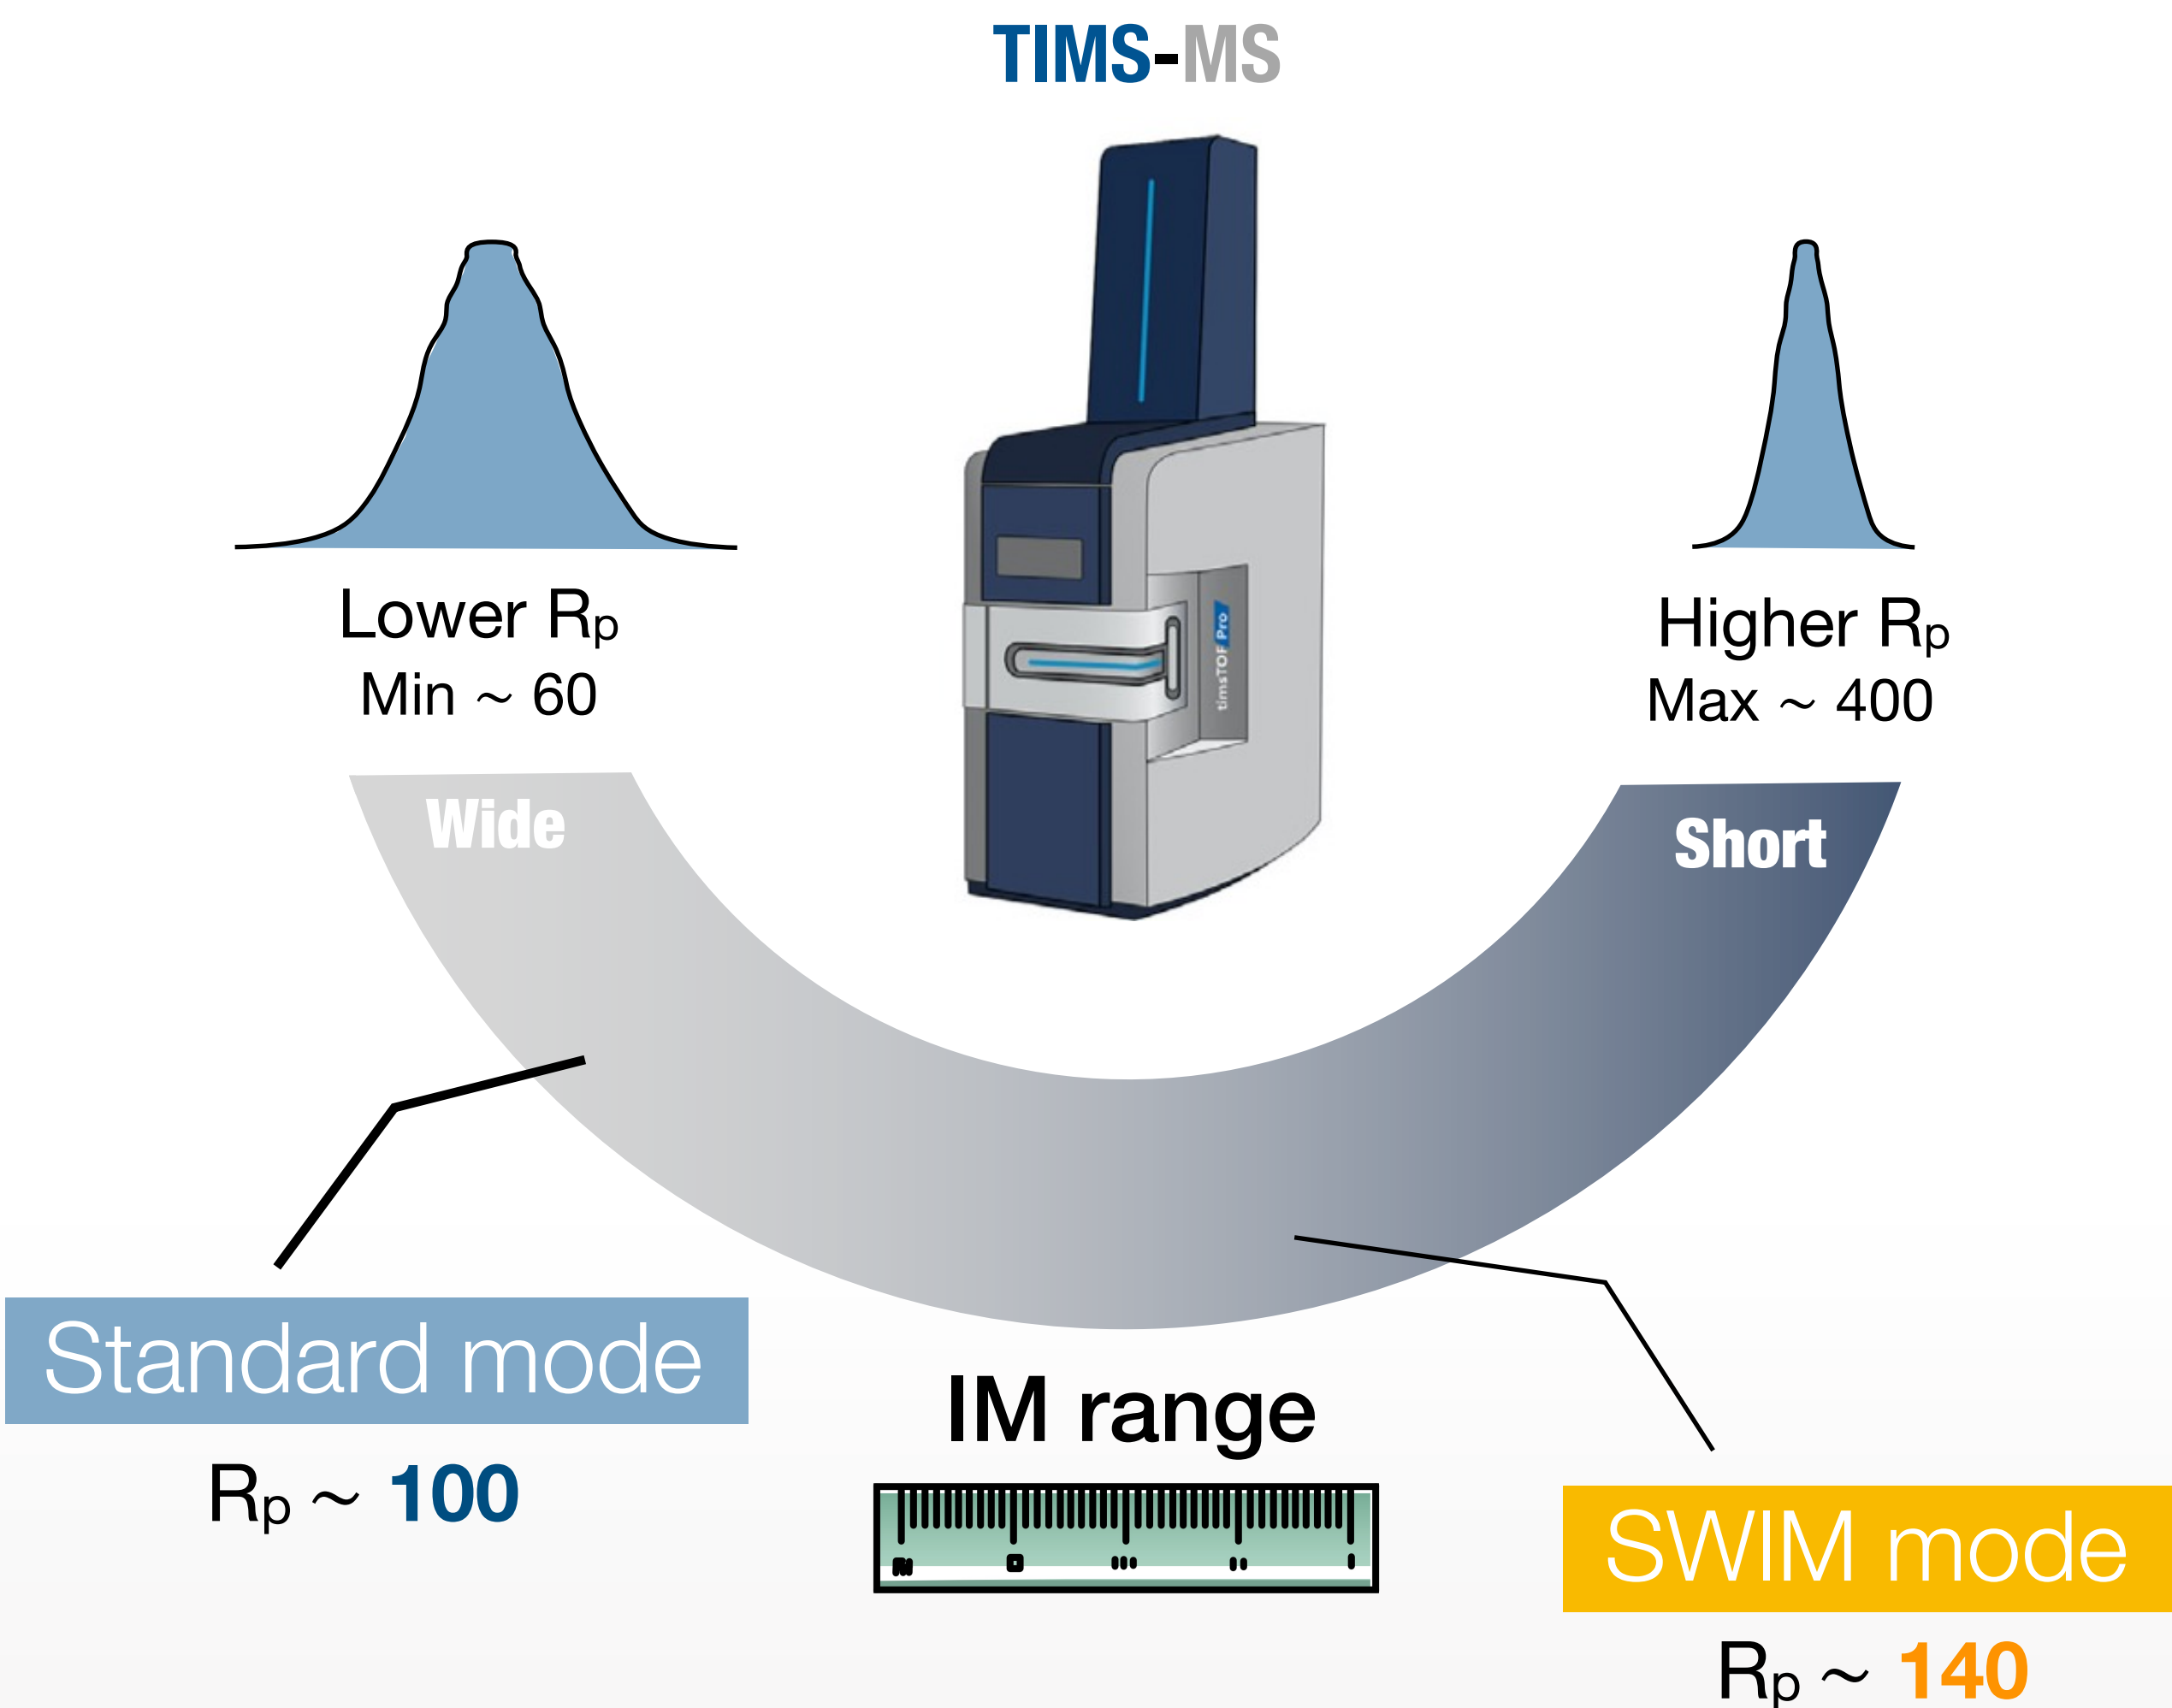 TIMS-MS
Lower Rp
Min ~ 60
Higher Rp
Max ~ 400
timsTOF Pro
Wide
Short
Standard mode
Rp ~ 100
IM range
SWIM mode
Rp ~ 140